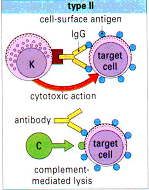 type II
cell-surface antigen
IgG
K
target
cell
cytotoxic action
antibody
C
target
cell
complement-
mediated lysis